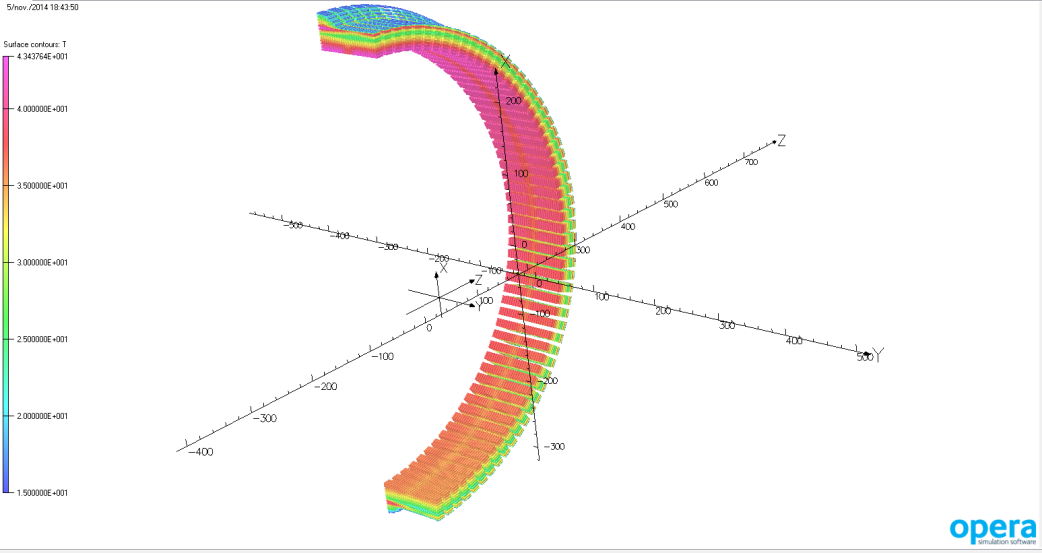 5/nov./2014 18:43:50
Surface contours: T
4.343764E+001
4.000000E+001
3.500000E+001
3.000000E+001
2.500000E+001
2.000000E+001
1.500000E+001
X
200
100
0
-100
-200
-300
Z
700
600
500
400
300
100
0
-100
-200
-300
-400
-500
-400
-300
-200
-100
0
100
200
300
400
500
Y
X
Z
Y
opera
simulation software